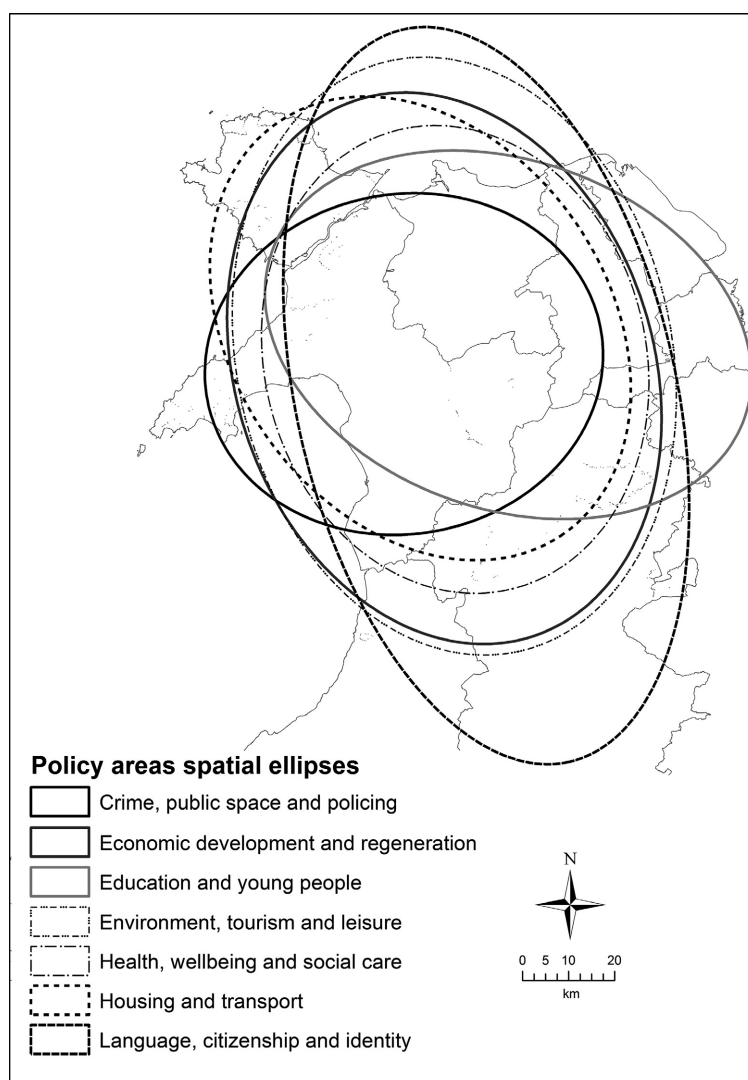 Policy areas spatial ellipses
Crime, public space and policing
Economic development and regeneration
Education and young people
Environment, tourism and leisure
Health, wellbeing and social care
Housing and transport
Language, citizenship and identity
N
0 5 10 20
km